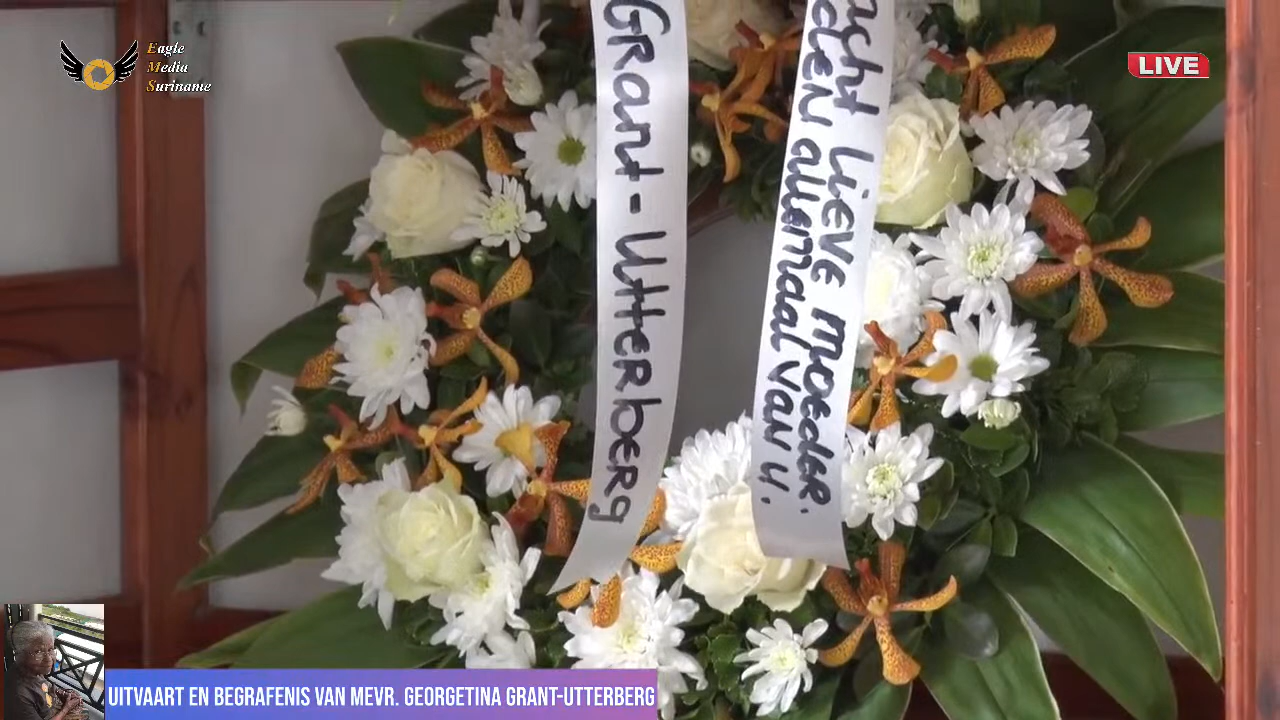 Eagle
Media
Suriname
LIVE
Grant-Utterberg
lieve moeder.
allemaal van u.
UITVAART EN BEGRAFENIS VAN MEVR. GEORGETINA GRANT-UTTERBERG